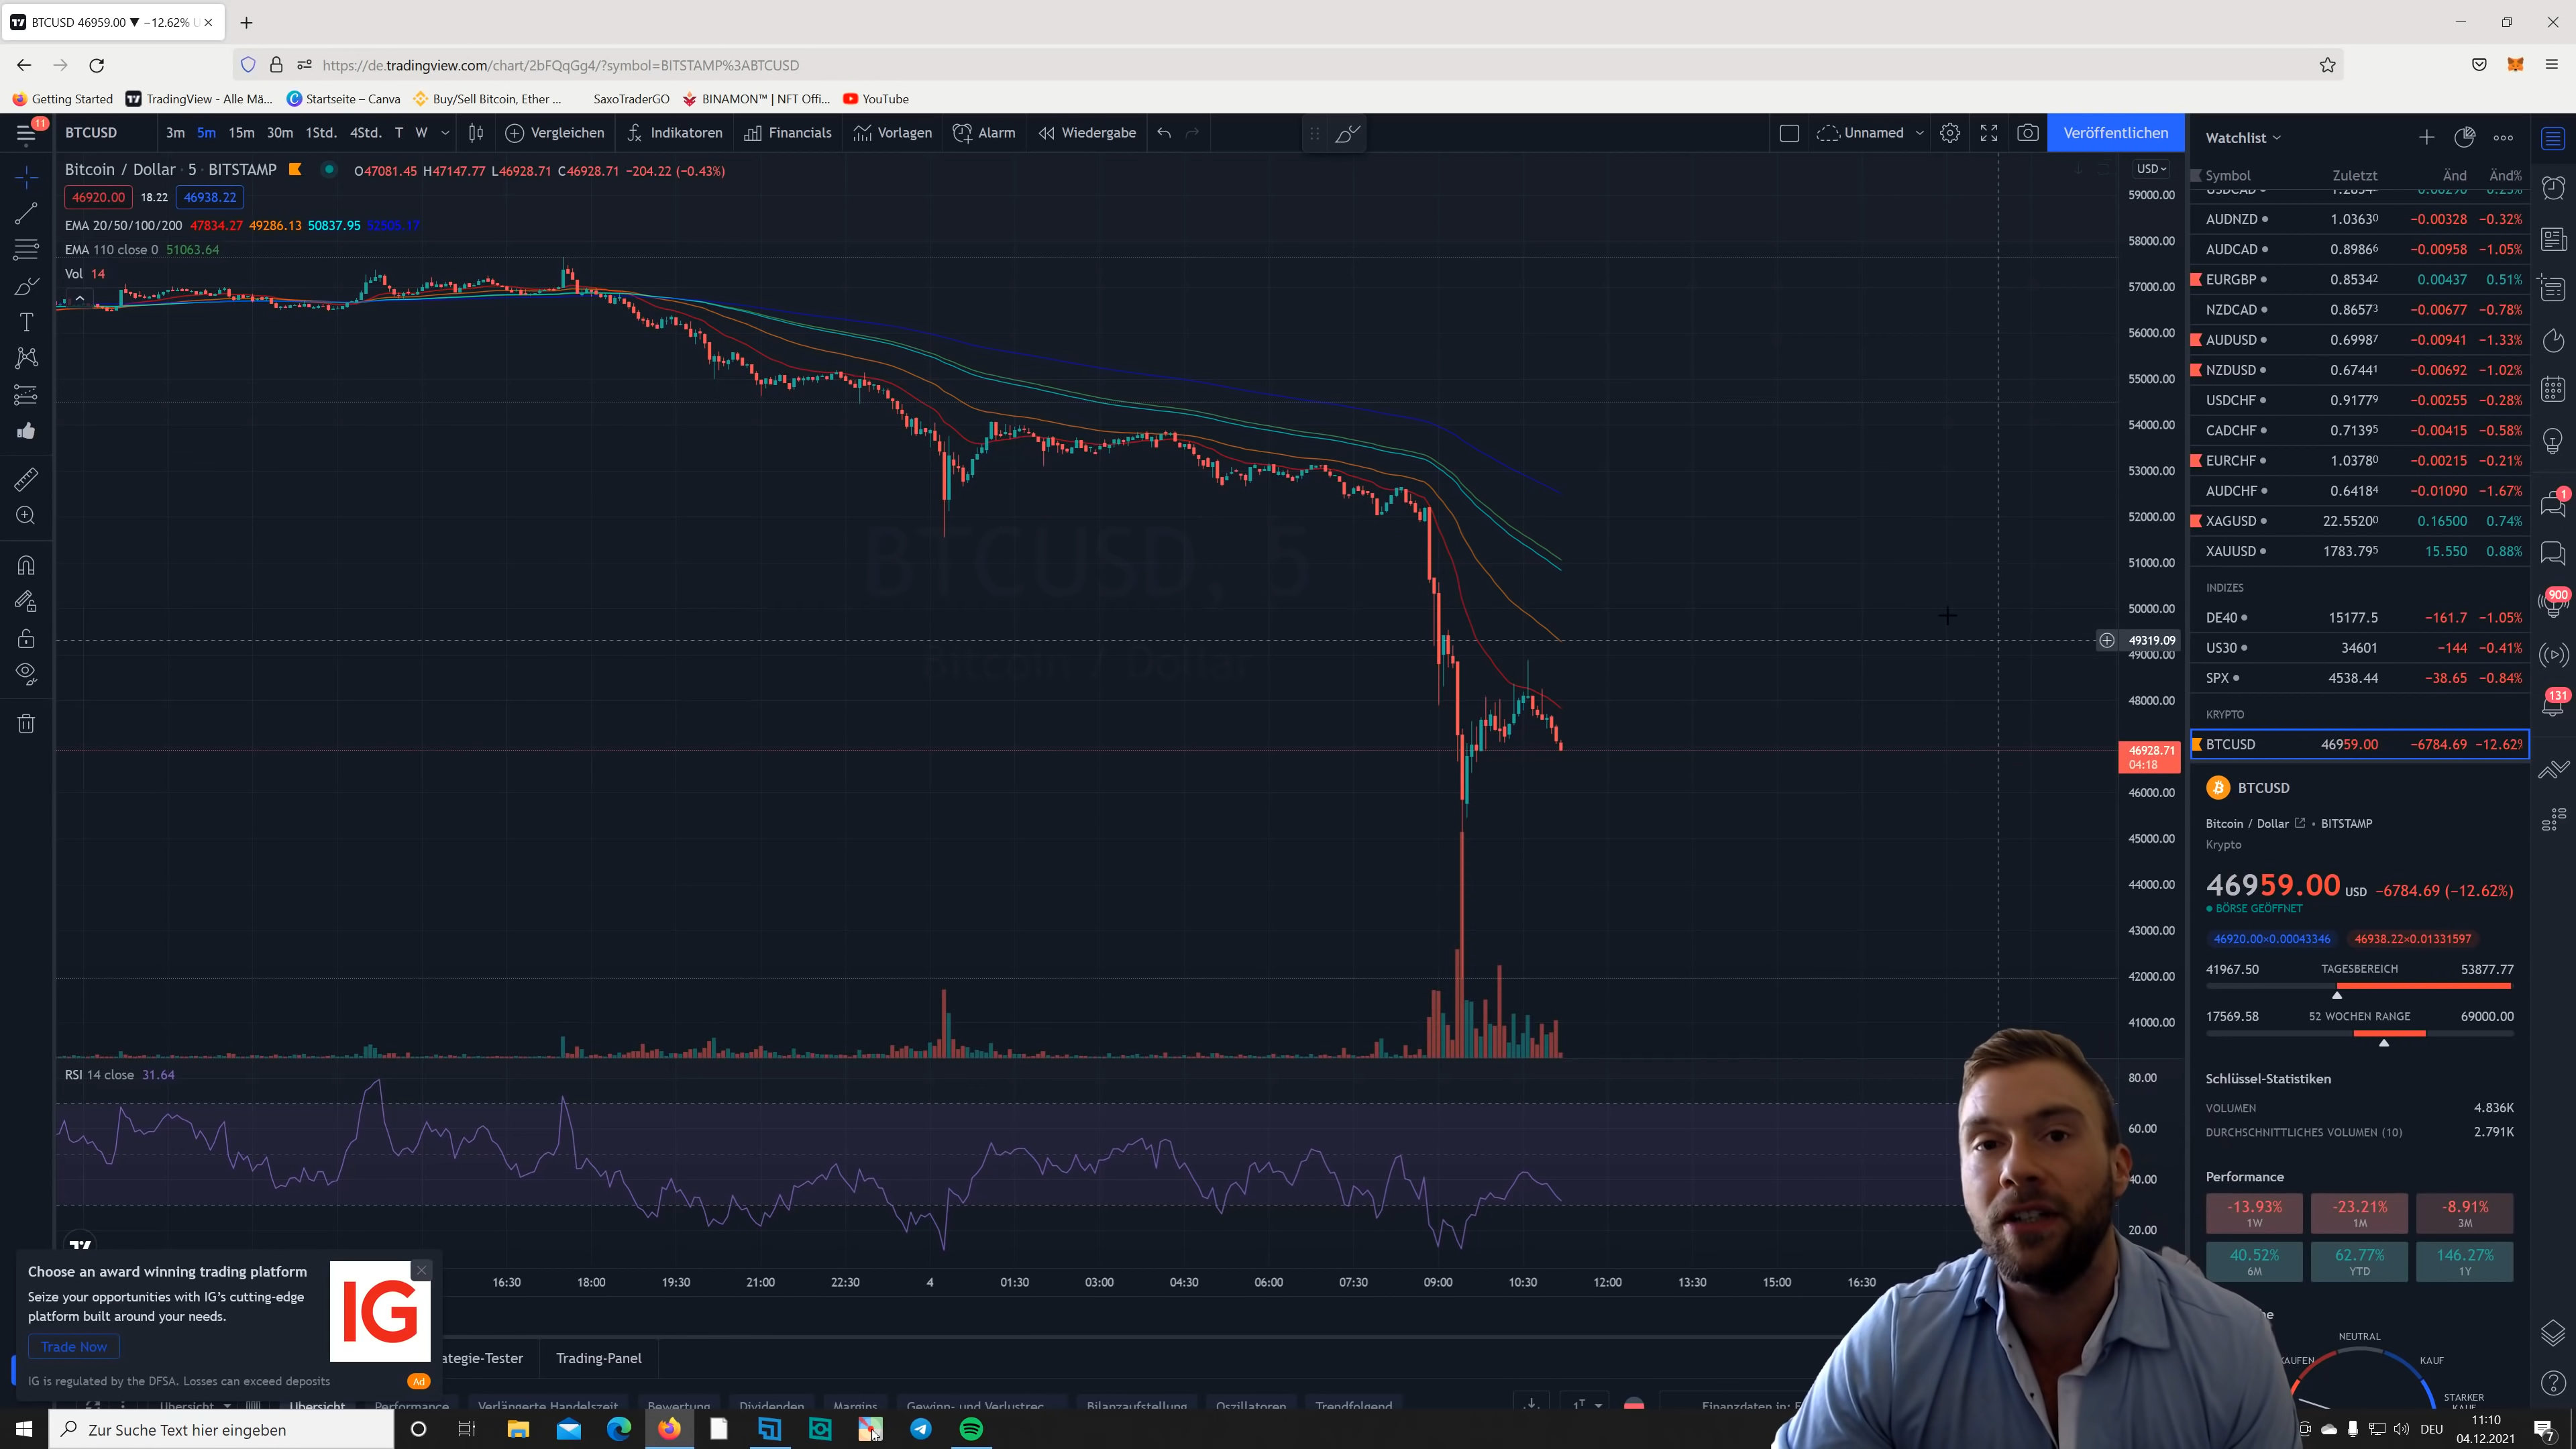 BTCUSD 46959.00 ▼ −12.62% U
https://de.tradingview.com/chart/2bFQqGg4/?symbol=BITSTAMP%3ABTCUSD
Getting Started TradingView - Alle Mä... Startseite – Canva Buy/Sell Bitcoin, Ether ... SaxoTraderGO BINAMON™ | NFT Offi... YouTube
11 BTCUSD 3m 5m 15m 30m 1Std. 4Std. T W Vergleichen Indikatoren Financials Vorlagen Alarm Wiedergabe Unnamed Veröffentlichen
Bitcoin / Dollar · 5 · BITSTAMP O47081.45 H47147.77 L46928.71 C46928.71 −204.22 (−0.43%)
46920.00 18.22 46938.22
EMA 20/50/100/200 47834.27 49286.13 50837.95 52505.17
EMA 110 close 0 51063.64
Vol 14
BTCUSD, 5
Bitcoin / Dollar
USD
59000.00
58000.00
57000.00
56000.00
55000.00
54000.00
53000.00
52000.00
51000.00
50000.00
49319.09
49000.00
48000.00
46928.71
04:18
46000.00
45000.00
44000.00
43000.00
42000.00
41000.00
RSI 14 close 31.64
80.00
60.00
40.00
20.00
16:30 18:00 19:30 21:00 22:30 4 01:30 03:00 04:30 06:00 07:30 09:00 10:30 12:00 13:30 15:00 16:30
Watchlist
Symbol Zuletzt Änd Änd%
AUDNZD 1.03630 −0.00328 −0.32%
AUDCAD 0.89866 −0.00958 −1.05%
EURGBP 0.85342 0.00437 0.51%
NZDCAD 0.86573 −0.00677 −0.78%
AUDUSD 0.69987 −0.00941 −1.33%
NZDUSD 0.67441 −0.00692 −1.02%
USDCHF 0.91779 −0.00255 −0.28%
CADCHF 0.71395 −0.00415 −0.58%
EURCHF 1.03780 −0.00215 −0.21%
AUDCHF 0.64184 −0.01090 −1.67%
XAGUSD 22.55200 0.16500 0.74%
XAUUSD 1783.795 15.550 0.88%
INDIZES
DE40 15177.5 −161.7 −1.05%
US30 34601 −144 −0.41%
SPX 4538.44 −38.65 −0.84%
KRYPTO
BTCUSD 46959.00 −6784.69 −12.62%
BTCUSD
Bitcoin / Dollar • BITSTAMP
Krypto
46959.00 USD −6784.69 (−12.62%)
BÖRSE GEÖFFNET
46920.00×0.00043346 46938.22×0.01331597
41967.50 TAGESBEREICH 53877.77
17569.58 52 WOCHEN RANGE 69000.00
Schlüssel-Statistiken
VOLUMEN 4.836K
DURCHSCHNITTLICHES VOLUMEN (10) 2.791K
Performance
-13.93% -23.21% -8.91%
1W 1M 3M
40.52% 62.77% 146.27%
6M YTD 1Y
NEUTRAL
KAUF
STARKER
KAUF
1
900
131
Choose an award winning trading platform
Seize your opportunities with IG's cutting-edge
platform built around your needs.
IG
Trade Now
IG is regulated by the DFSA. Losses can exceed deposits Ad
ategie-Tester Trading-Panel
Übersicht Übersicht Performance Verlängerte Handelszeit Bewertung Dividenden Margins Gewinn- und Verlustrec Bilanzaufstellung Oszillatoren Trendfolgend 1T Finanzdaten in:
Zur Suche Text hier eingeben
DEU 11:10
04.12.2021
7